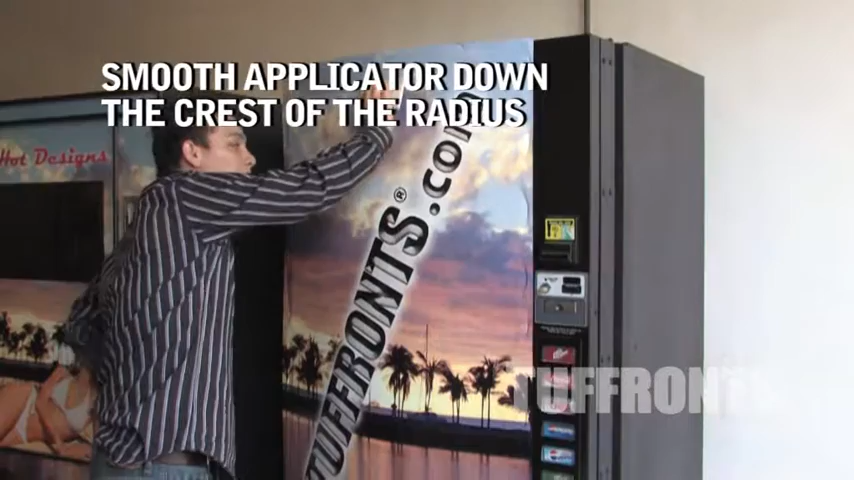 SMOOTH APPLICATOR DOWN
THE CREST OF THE RADIUS
Hot Designs
TUFFRONTS®.com
TUFFRONTS